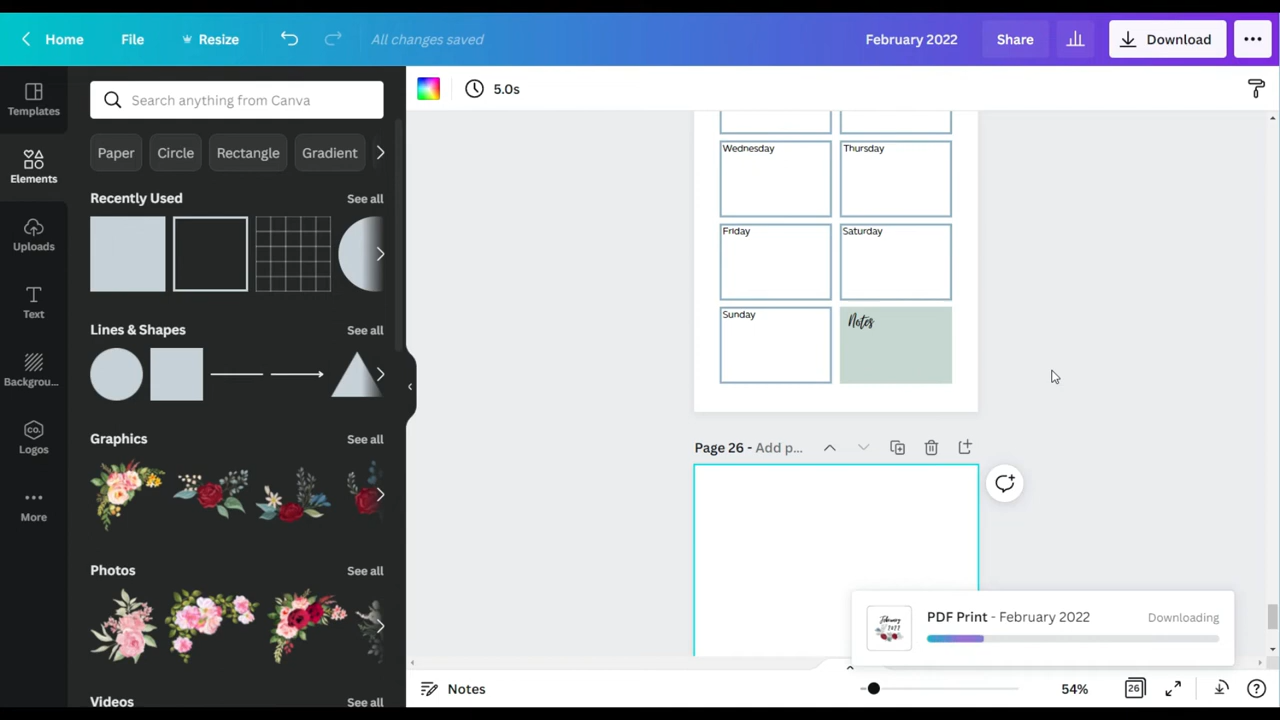 Home
File
Resize
All changes saved
February 2022
Share
Download
Templates
Elements
Uploads
Text
Backgrou...
Logos
co.
More
Search anything from Canva
Paper
Circle
Rectangle
Gradient
Recently Used
See all
Lines & Shapes
See all
Graphics
See all
Photos
See all
Videos
See all
5.0s
Wednesday
Thursday
Friday
Saturday
Sunday
Notes
Page 26 - Add p...
February
2022
PDF Print - February 2022
Downloading
Notes
54%
26